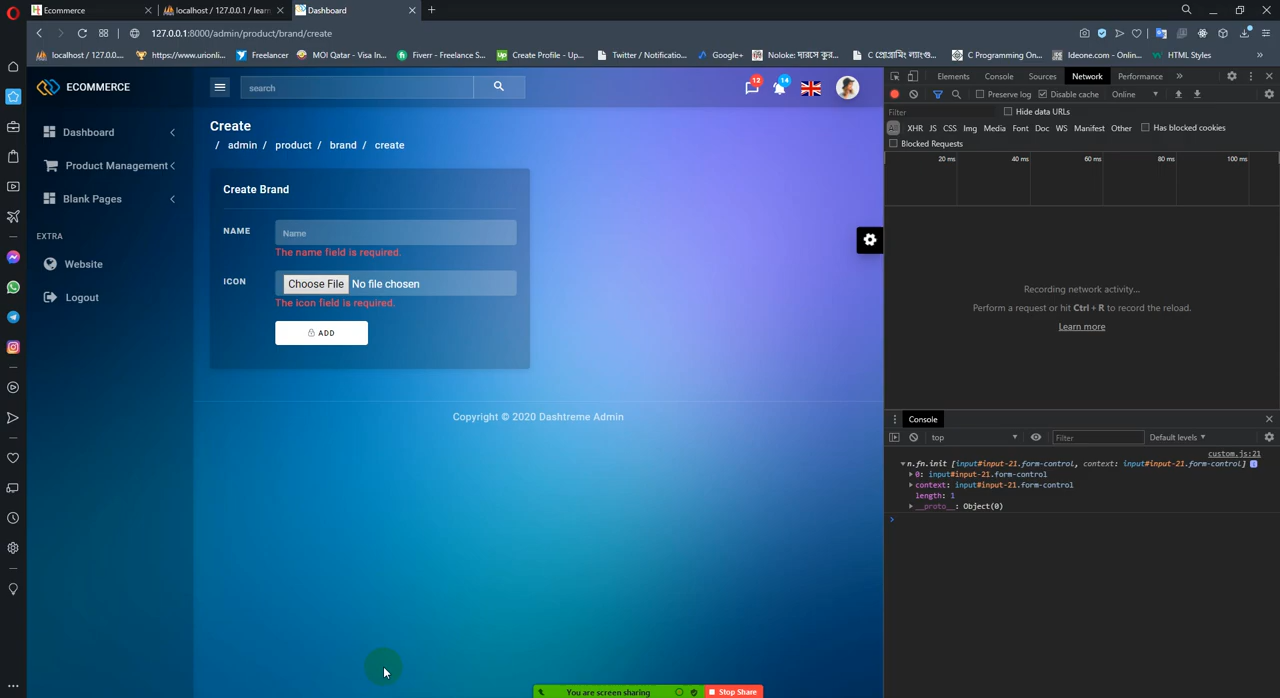 Ecommerce
localhost / 127.0.0.1 / lear
Dashboard
127.0.0.1:8000/admin/product/brand/create
localhost / 127.0.0....
https://www.urionli...
Freelancer
MOI Qatar - Visa In...
Fiverr - Freelance S...
Create Profile - Up...
Twitter / Notificatio...
Google+
C Programming On...
Ideone.com - Onlin...
HTML Styles
ECOMMERCE
search
12
14
Dashboard
Product Management
Blank Pages
EXTRA
Website
Logout
Create
/ admin / product / brand / create
Create Brand
NAME
Name
The name field is required.
ICON
Choose File No file chosen
The icon field is required.
ADD
Copyright © 2020 Dashtreme Admin
Elements Console Sources Network Performance »
Preserve log Disable cache Online
Filter
Hide data URLs
All XHR JS CSS Img Media Font Doc WS Manifest Other Has blocked cookies
Blocked Requests
20 ms 40 ms 60 ms 80 ms 100 ms
Recording network activity...
Perform a request or hit Ctrl + R to record the reload.
Learn more
Console
top Filter Default levels
custom.js:21
n.fn.init [input#input-21.form-control, context: input#input-21.form-control]
0: input#input-21.form-control
context: input#input-21.form-control
length: 1
__proto__: Object(0)
You are screen sharing
Stop Share